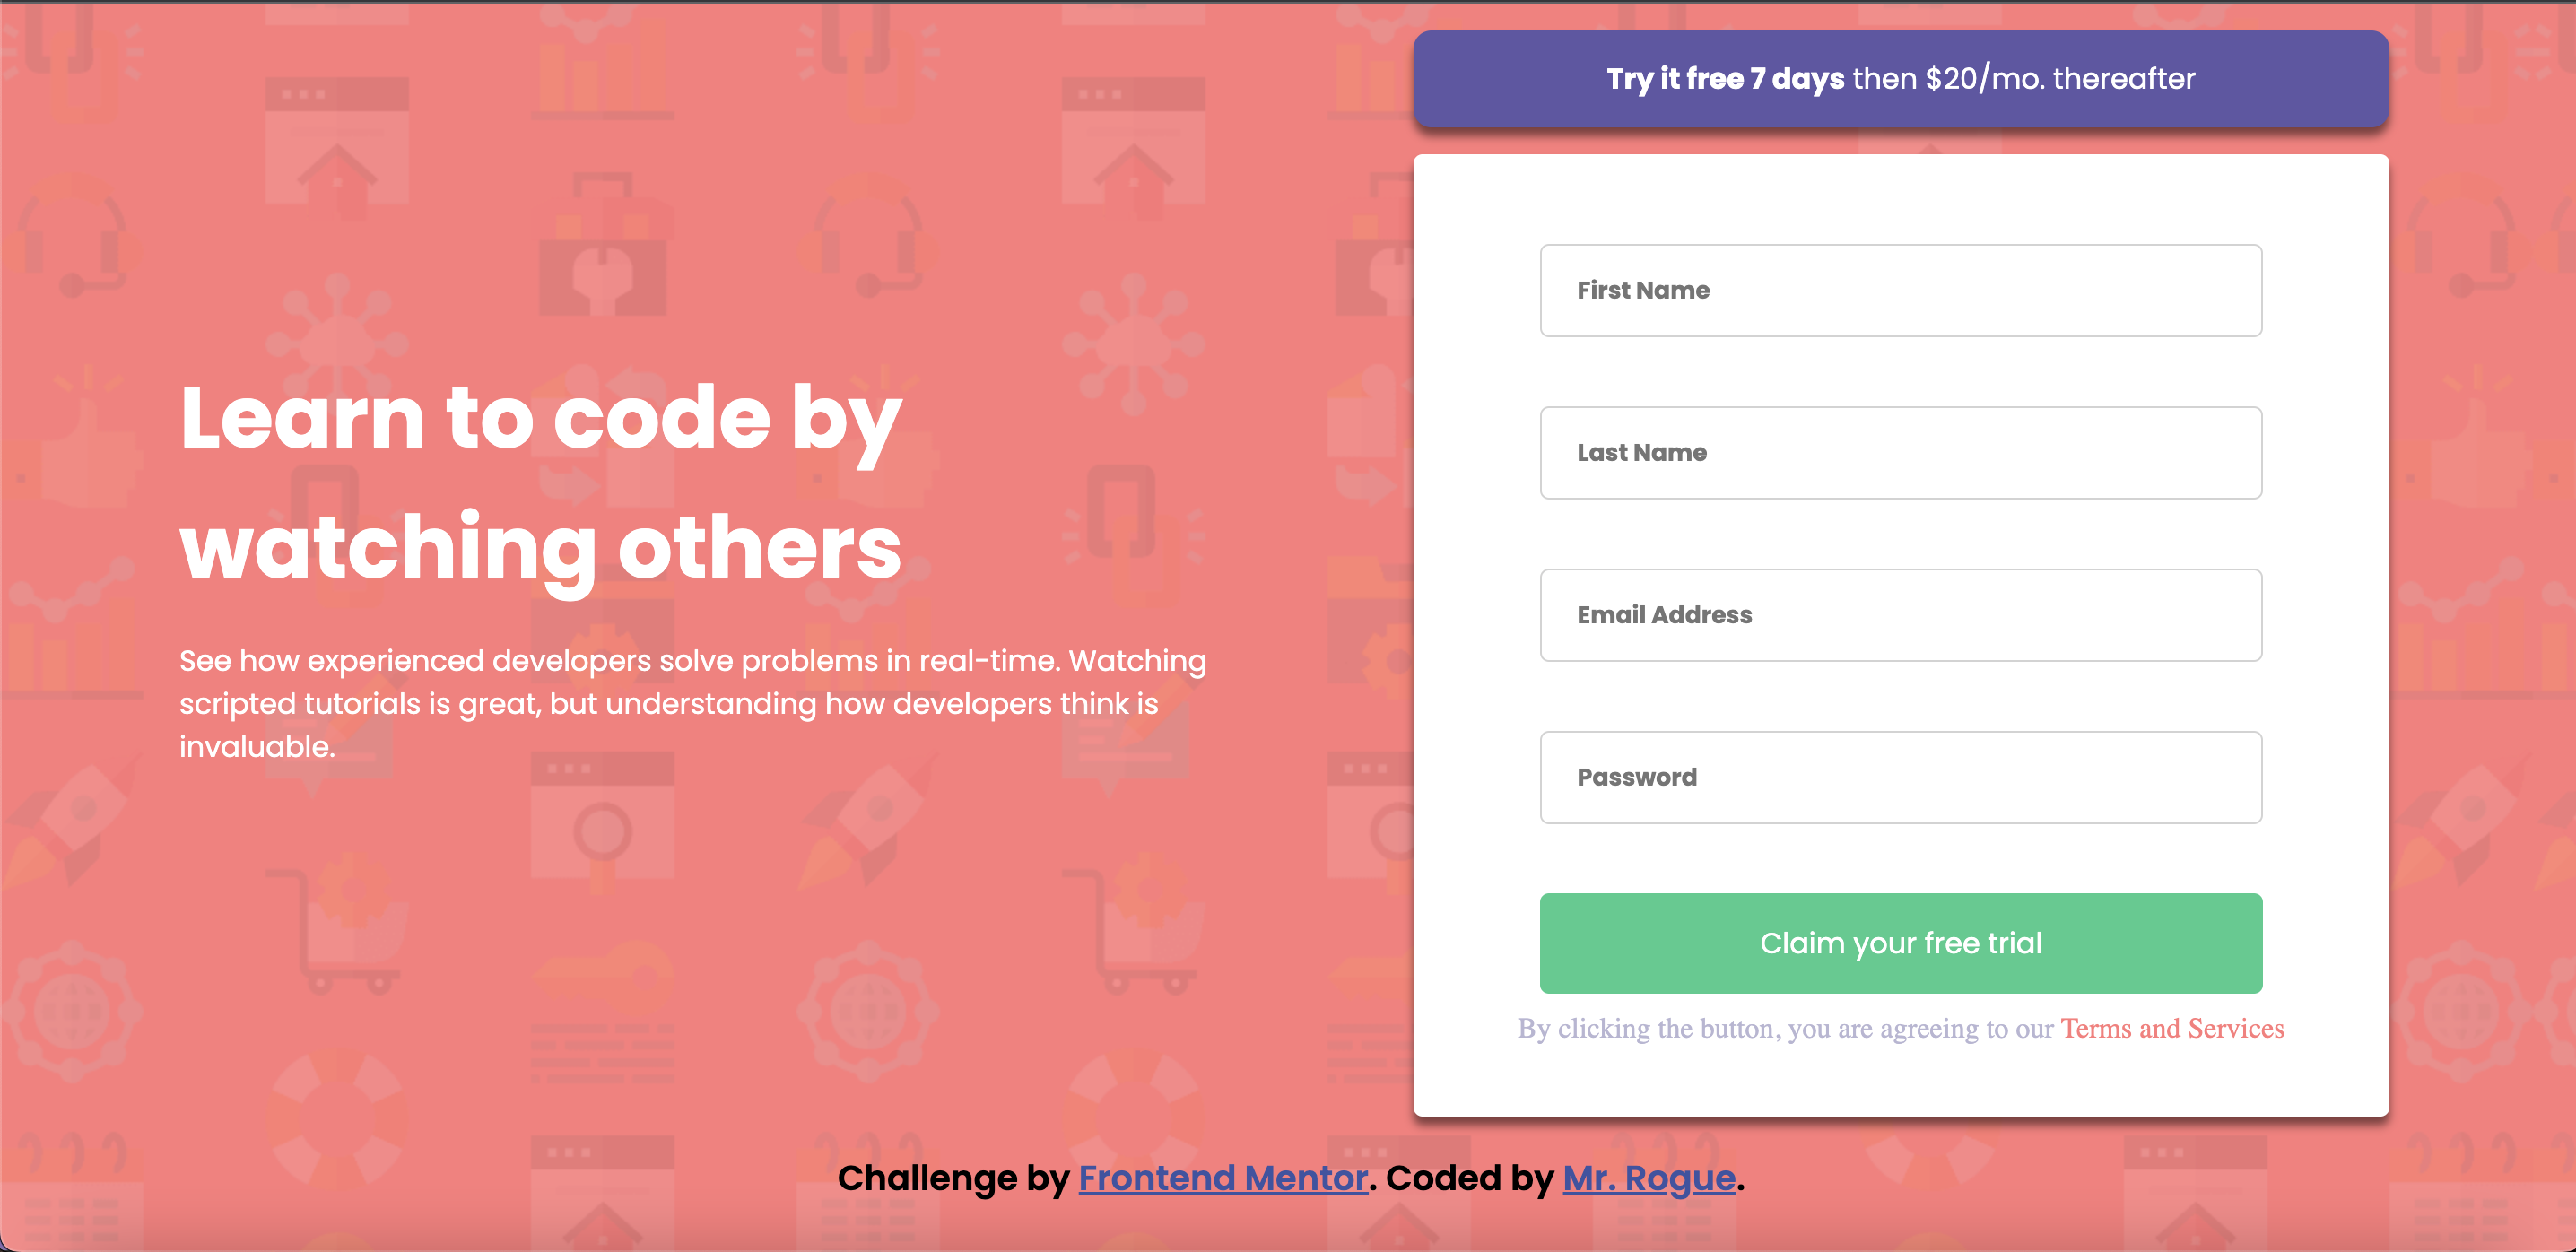 Learn to code by
watching others
See how experienced developers solve problems in real-time. Watching
scripted tutorials is great, but understanding how developers think is
invaluable.
Try it free 7 days then $20/mo. thereafter
First Name
Last Name
Email Address
Password
Claim your free trial
By clicking the button, you are agreeing to our Terms and Services
Challenge by Frontend Mentor. Coded by Mr. Rogue.